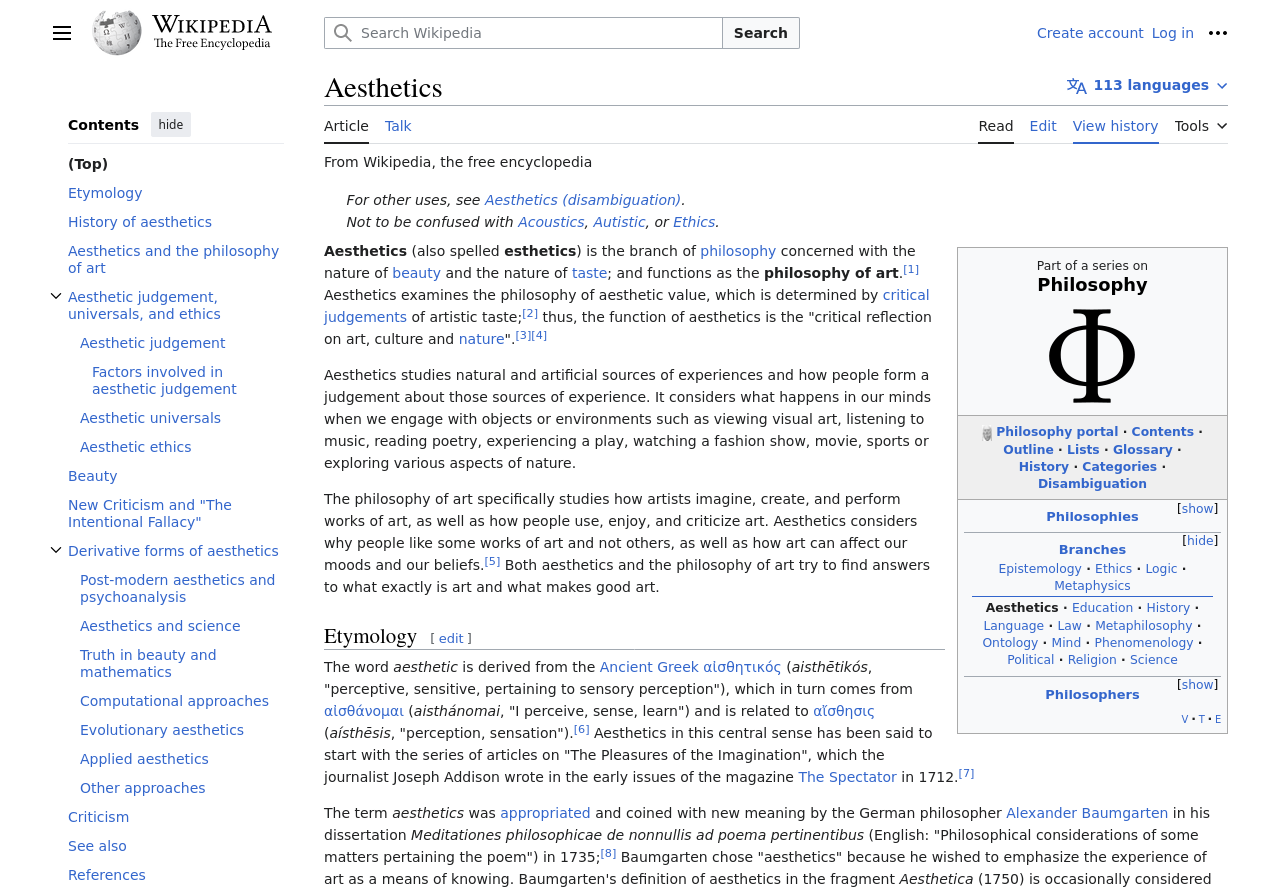 WIKIPEDIA
The Free Encyclopedia
Search Wikipedia
Search
Create account Log in
Contents hide
(Top)
Etymology
History of aesthetics
Aesthetics and the philosophy
of art
Aesthetic judgement,
universals, and ethics
Aesthetic judgement
Factors involved in
aesthetic judgement
Aesthetic universals
Aesthetic ethics
Beauty
New Criticism and "The
Intentional Fallacy"
Derivative forms of aesthetics
Post-modern aesthetics and
psychoanalysis
Aesthetics and science
Truth in beauty and
mathematics
Computational approaches
Evolutionary aesthetics
Applied aesthetics
Other approaches
Criticism
See also
References
Aesthetics
113 languages
Article Talk
Read Edit View history Tools
From Wikipedia, the free encyclopedia
For other uses, see Aesthetics (disambiguation).
Not to be confused with Acoustics, Autistic, or Ethics.
Aesthetics (also spelled esthetics) is the branch of philosophy concerned with the
nature of beauty and the nature of taste; and functions as the philosophy of art.[1]
Aesthetics examines the philosophy of aesthetic value, which is determined by critical
judgements of artistic taste;[2] thus, the function of aesthetics is the "critical reflection
on art, culture and nature".[3][4]
Aesthetics studies natural and artificial sources of experiences and how people form a
judgement about those sources of experience. It considers what happens in our minds
when we engage with objects or environments such as viewing visual art, listening to
music, reading poetry, experiencing a play, watching a fashion show, movie, sports or
exploring various aspects of nature.
The philosophy of art specifically studies how artists imagine, create, and perform
works of art, as well as how people use, enjoy, and criticize art. Aesthetics considers
why people like some works of art and not others, as well as how art can affect our
moods and our beliefs.[5] Both aesthetics and the philosophy of art try to find answers
to what exactly is art and what makes good art.
Etymology [ edit ]
The word aesthetic is derived from the Ancient Greek αἰσθητικός (aisthētikós,
"perceptive, sensitive, pertaining to sensory perception"), which in turn comes from
αἰσθάνομαι (aisthánomai, "I perceive, sense, learn") and is related to αἴσθησις
(aísthēsis, "perception, sensation").[6] Aesthetics in this central sense has been said to
start with the series of articles on "The Pleasures of the Imagination", which the
journalist Joseph Addison wrote in the early issues of the magazine The Spectator in 1712.[7]
The term aesthetics was appropriated and coined with new meaning by the German philosopher Alexander Baumgarten in his
dissertation Meditationes philosophicae de nonnullis ad poema pertinentibus (English: "Philosophical considerations of some
matters pertaining the poem") in 1735;[8] Baumgarten chose "aesthetics" because he wished to emphasize the experience of
art as a means of knowing. Baumgarten's definition of aesthetics in the fragment Aesthetica (1750) is occasionally considered
Part of a series on
Philosophy
Φ
Philosophy portal · Contents ·
Outline · Lists · Glossary ·
History · Categories ·
Disambiguation
Philosophies [show]
Branches [hide]
Epistemology · Ethics · Logic ·
Metaphysics
Aesthetics · Education · History ·
Language · Law · Metaphilosophy ·
Ontology · Mind · Phenomenology ·
Political · Religion · Science
Philosophers [show]
V · T · E